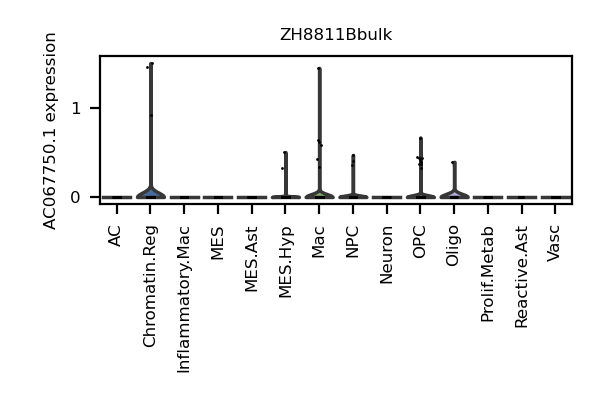 ZH8811Bbulk
AC067750.1 expression
1
0
AC
Chromatin.Reg
Inflammatory.Mac
MES
MES.Ast
MES.Hyp
Mac
NPC
Neuron
OPC
Oligo
Prolif.Metab
Reactive.Ast
Vasc